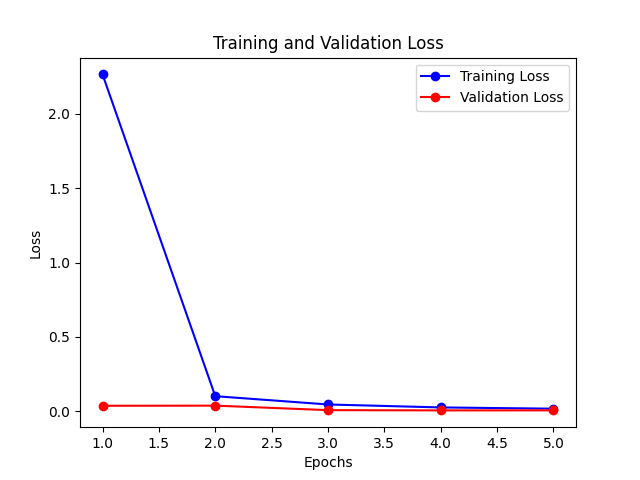 Training and Validation Loss
Training Loss
Validation Loss
2.0
1.5
1.0
0.5
0.0
Loss
1.0 1.5 2.0 2.5 3.0 3.5 4.0 4.5 5.0
Epochs